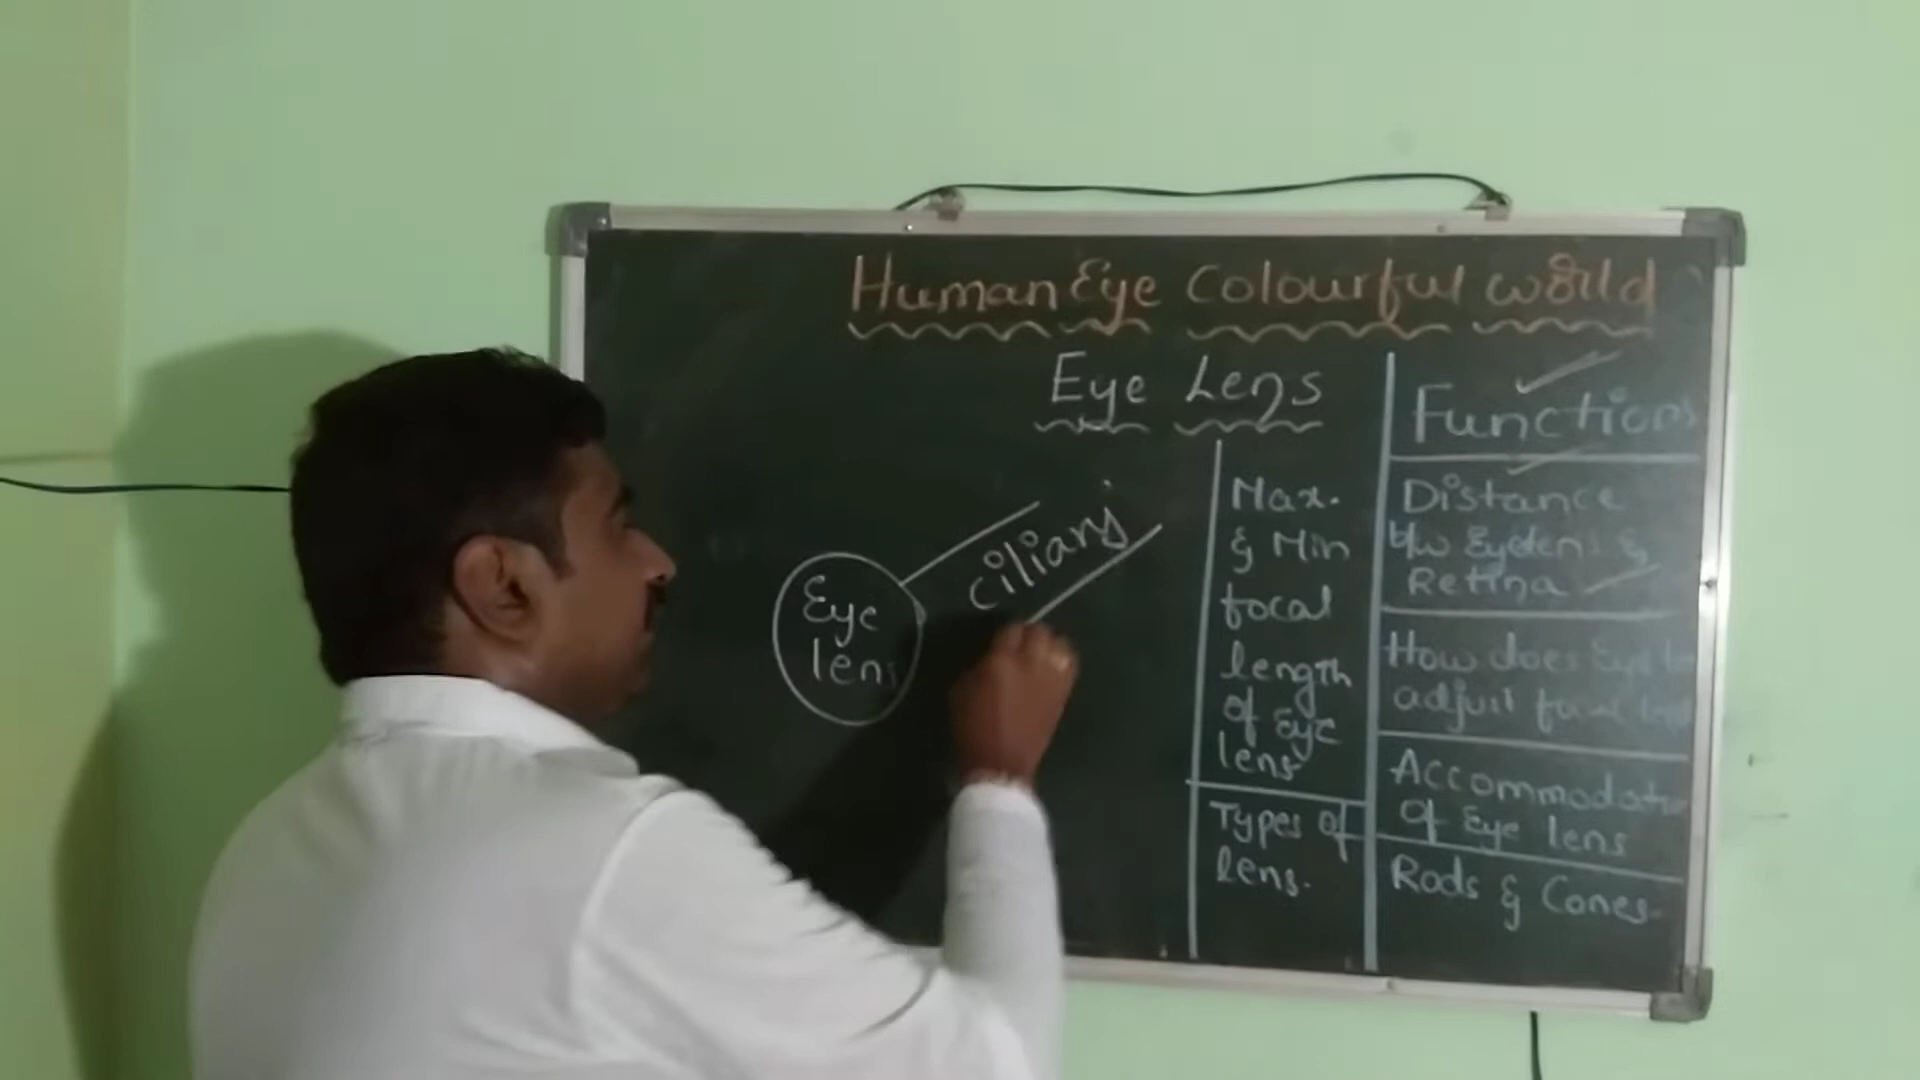 Human Eye Colourful world
Eye Lens
Eye
lens
ciliary
Max.
& Min
focal
length
of Eye
lens
Types of
lens.
Functions
Distance
b/w Eyelens &
Retina
How does Eye
adjust
Accommodation
of Eye lens
Rods & Cones.